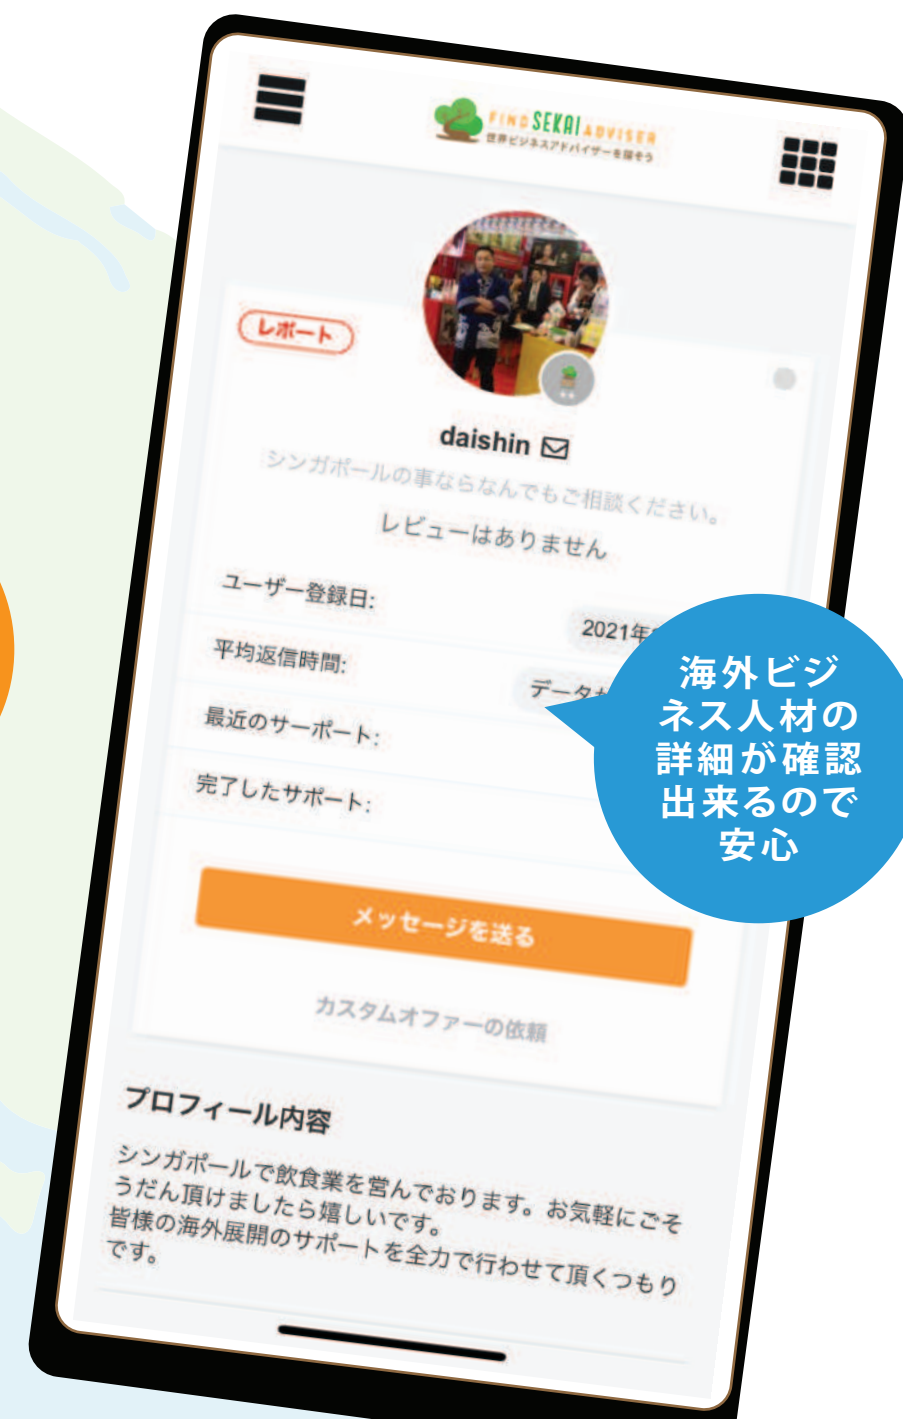 FIND SEKAI ADVISER
世界ビジネスアドバイザーを探そう
レポート
daishin
シンガポールの事ならなんでもご相談ください。
レビューはありません
ユーザー登録日:
2021年
平均返信時間:
データが
最近のサーポート:
完了したサポート:
海外ビジ
ネス人材の
詳細が確認
出来るので
安心
メッセージを送る
カスタムオファーの依頼
プロフィール内容
シンガポールで飲食業を営んでおります。お気軽にごそ
うだん頂けましたら嬉しいです。
皆様の海外展開のサポートを全力で行わせて頂くつもり
です。